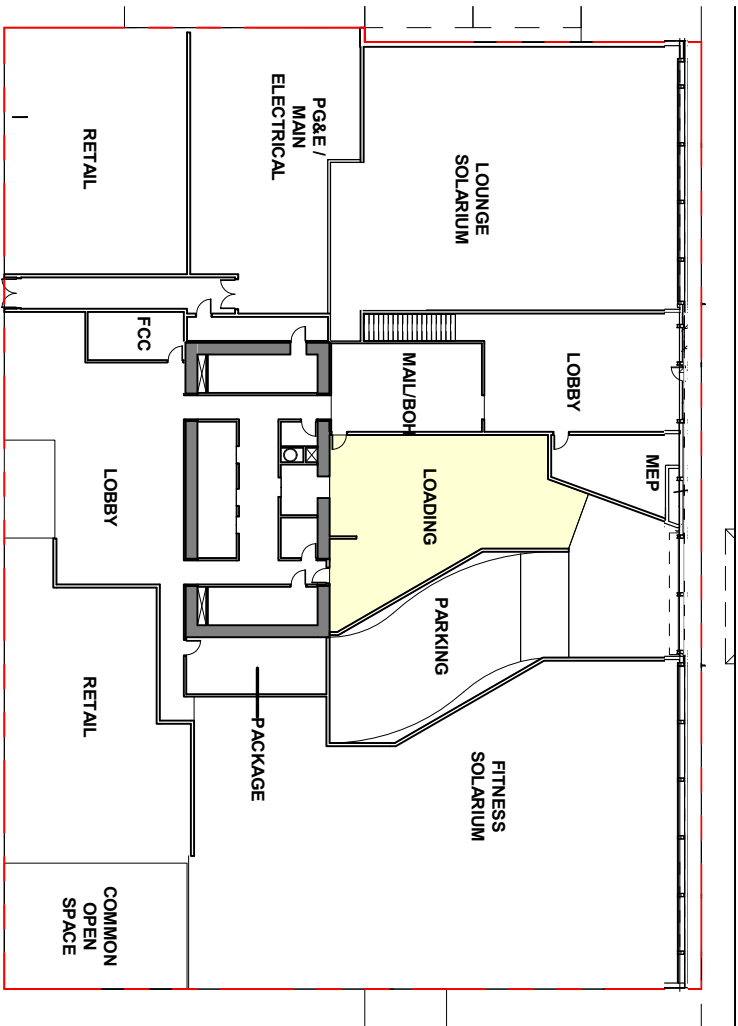 MEP
LOBBY
LOUNGE
SOLARIUM
FITNESS
SOLARIUM
PARKING
LOADING
MAIL/BOH
PG&E /
MAIN
ELECTRICAL
PACKAGE
FCC
LOBBY
RETAIL
RETAIL
COMMON
OPEN
SPACE